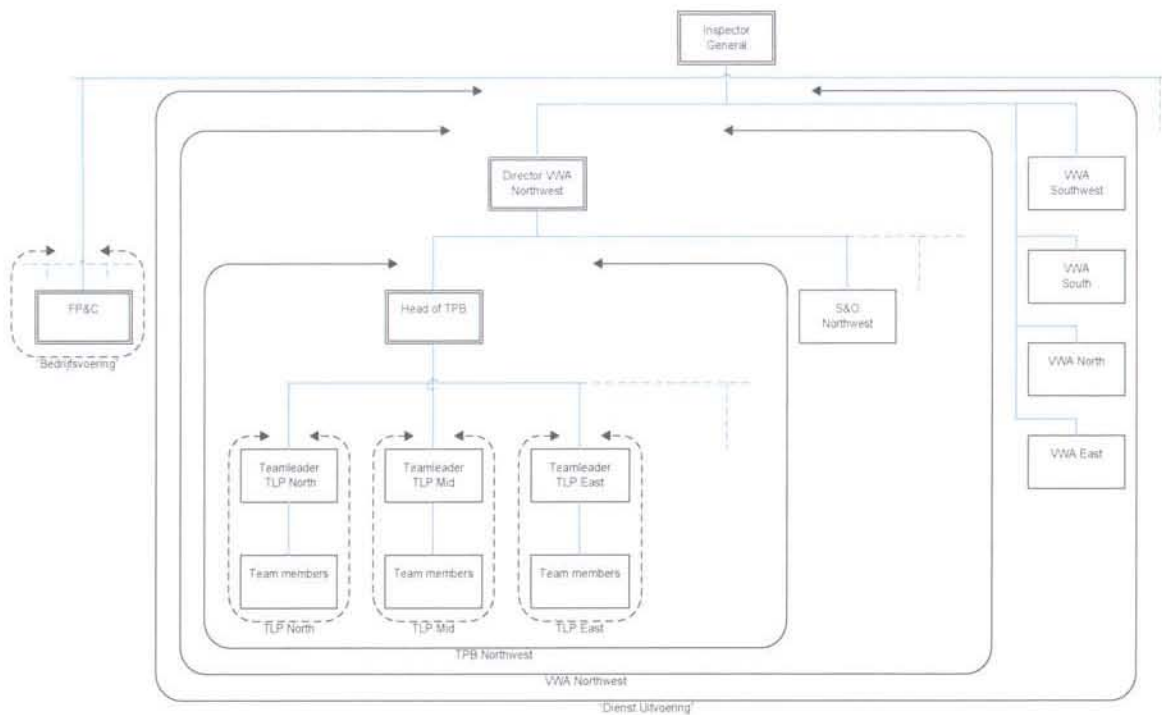 Inspector
General
Director VWA
Northwest
VWA
Southwest
VWA
South
FP&C
Head of TPB
S&O
Northwest
VWA North
"Bedrijfsvoering"
VWA East
Teamleader
TLP North
Teamleader
TLP Mid
Teamleader
TLP East
Team members
Team members
Team members
TLP North
TLP Mid
TLP East
TPB Northwest
VWA Northwest
"Dienst Uitvoering"